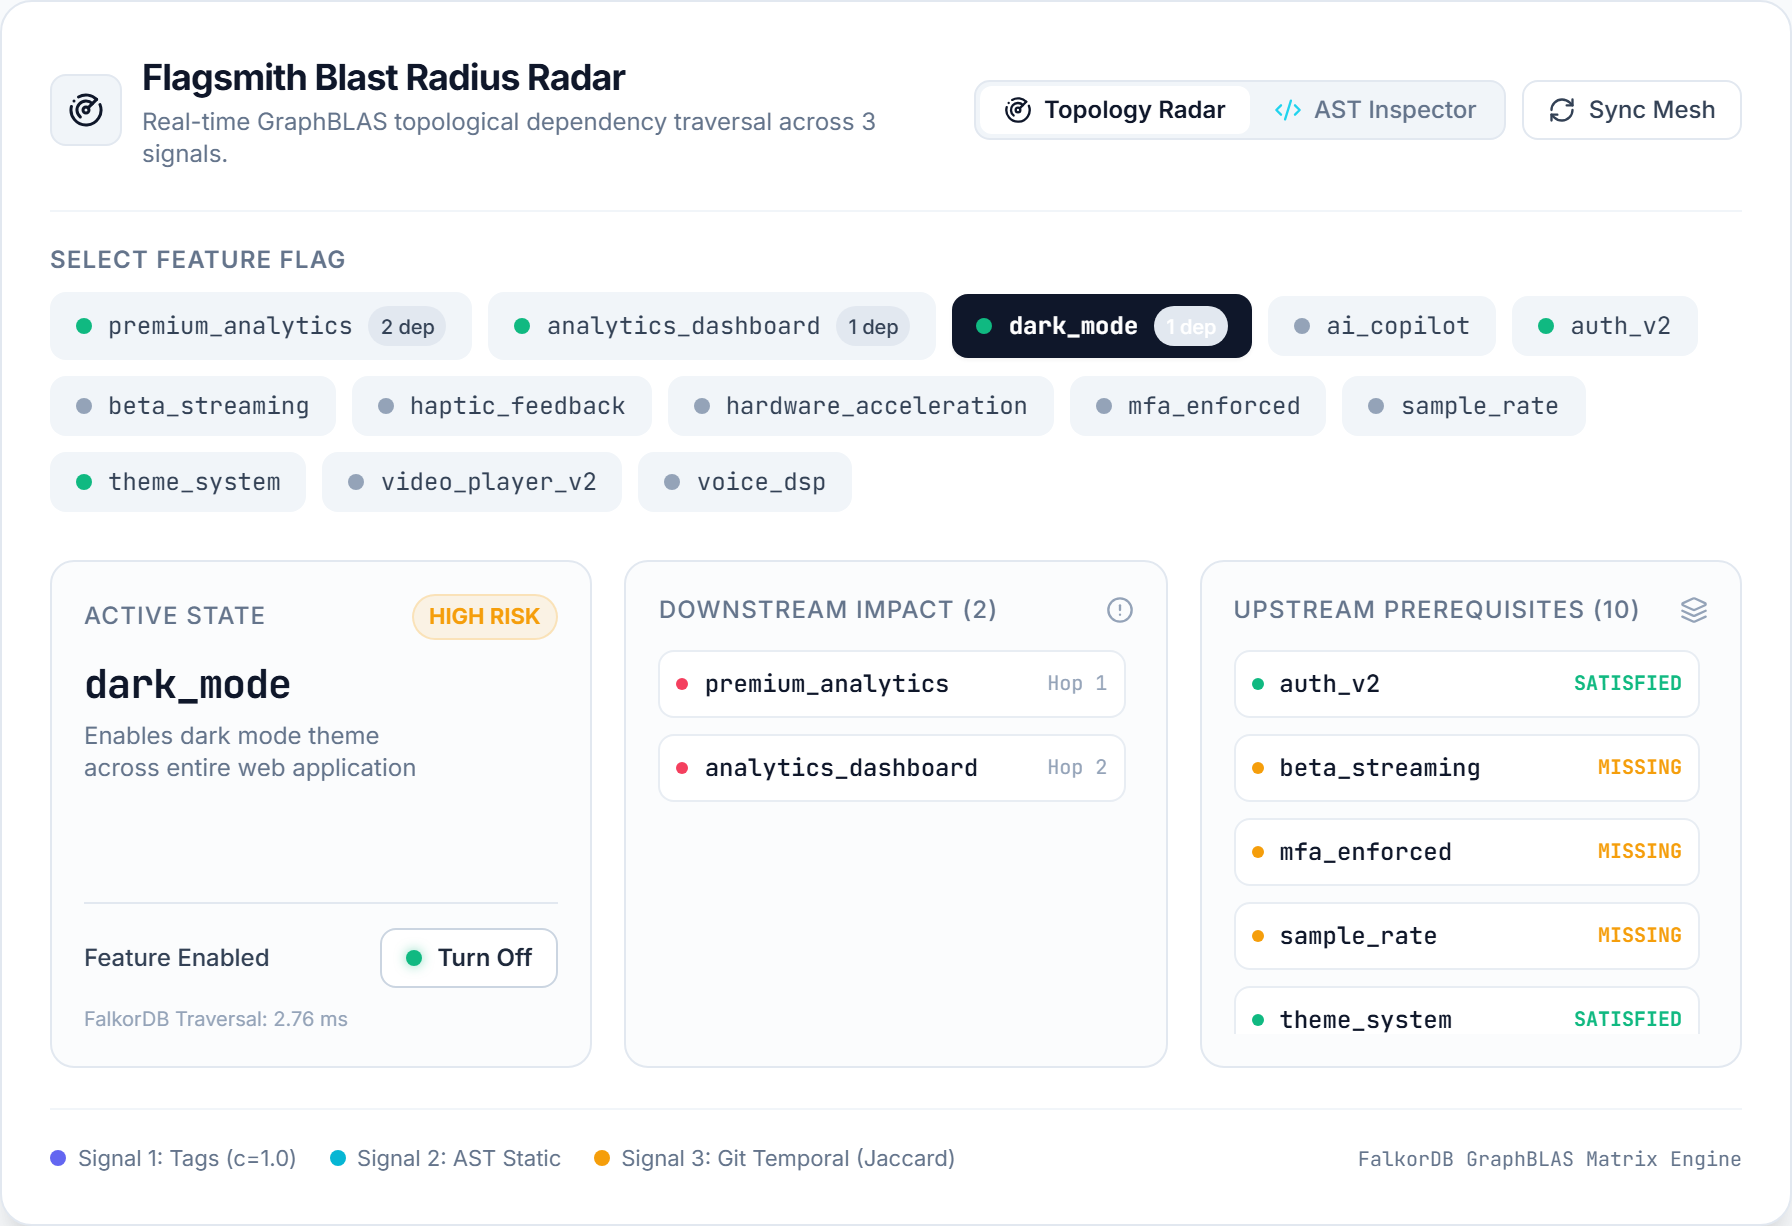 Flagsmith Blast Radius Radar
Real-time GraphBLAS topological dependency traversal across 3
signals.
Topology Radar
AST Inspector
Sync Mesh
SELECT FEATURE FLAG
premium_analytics 2 dep
analytics_dashboard 1 dep
dark_mode 1 dep
ai_copilot
auth_v2
beta_streaming
haptic_feedback
hardware_acceleration
mfa_enforced
sample_rate
theme_system
video_player_v2
voice_dsp
ACTIVE STATE
HIGH RISK
dark_mode
Enables dark mode theme
across entire web application
Feature Enabled
Turn Off
FalkorDB Traversal: 2.76 ms
DOWNSTREAM IMPACT (2)
premium_analytics Hop 1
analytics_dashboard Hop 2
UPSTREAM PREREQUISITES (10)
auth_v2 SATISFIED
beta_streaming MISSING
mfa_enforced MISSING
sample_rate MISSING
theme_system SATISFIED
Signal 1: Tags (c=1.0)
Signal 2: AST Static
Signal 3: Git Temporal (Jaccard)
FalkorDB GraphBLAS Matrix Engine